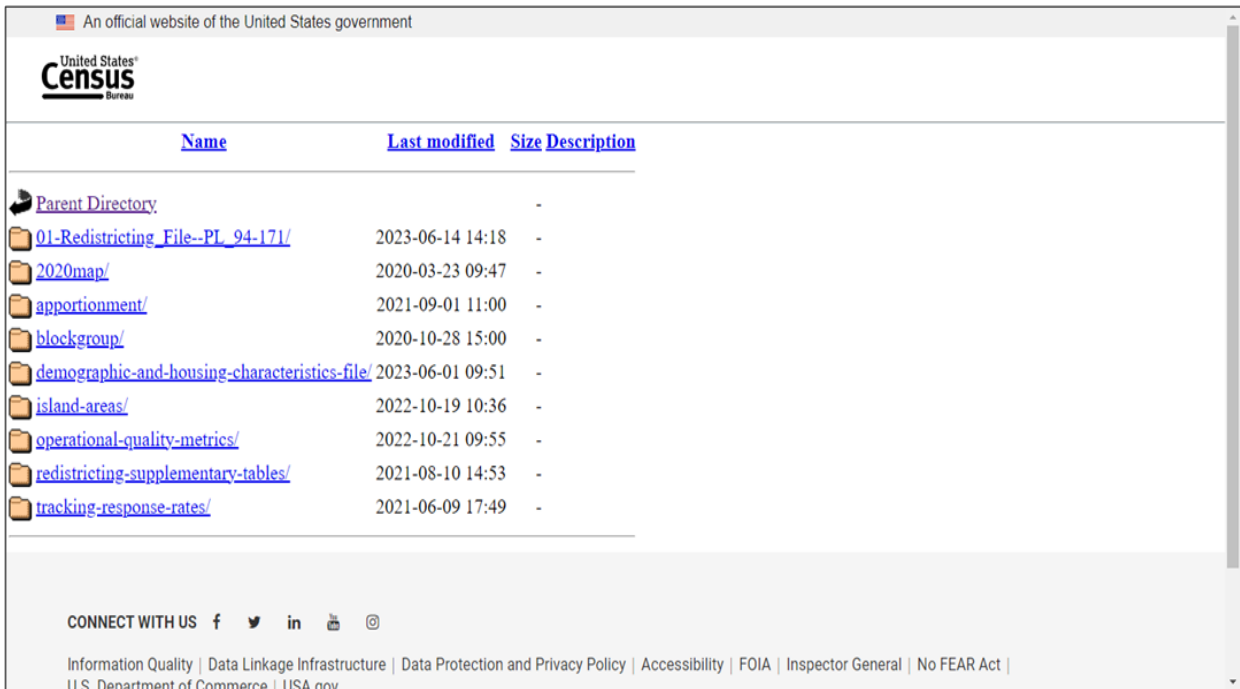 An official website of the United States government
United States®
Census
Bureau
Name Last modified Size Description
Parent Directory -
01-Redistricting_File--PL_94-171/ 2023-06-14 14:18 -
2020map/ 2020-03-23 09:47 -
apportionment/ 2021-09-01 11:00 -
blockgroup/ 2020-10-28 15:00 -
demographic-and-housing-characteristics-file/ 2023-06-01 09:51 -
island-areas/ 2022-10-19 10:36 -
operational-quality-metrics/ 2022-10-21 09:55 -
redistricting-supplementary-tables/ 2021-08-10 14:53 -
tracking-response-rates/ 2021-06-09 17:49 -
CONNECT WITH US
Information Quality | Data Linkage Infrastructure | Data Protection and Privacy Policy | Accessibility | FOIA | Inspector General | No FEAR Act |
U.S. Department of Commerce | USA.gov